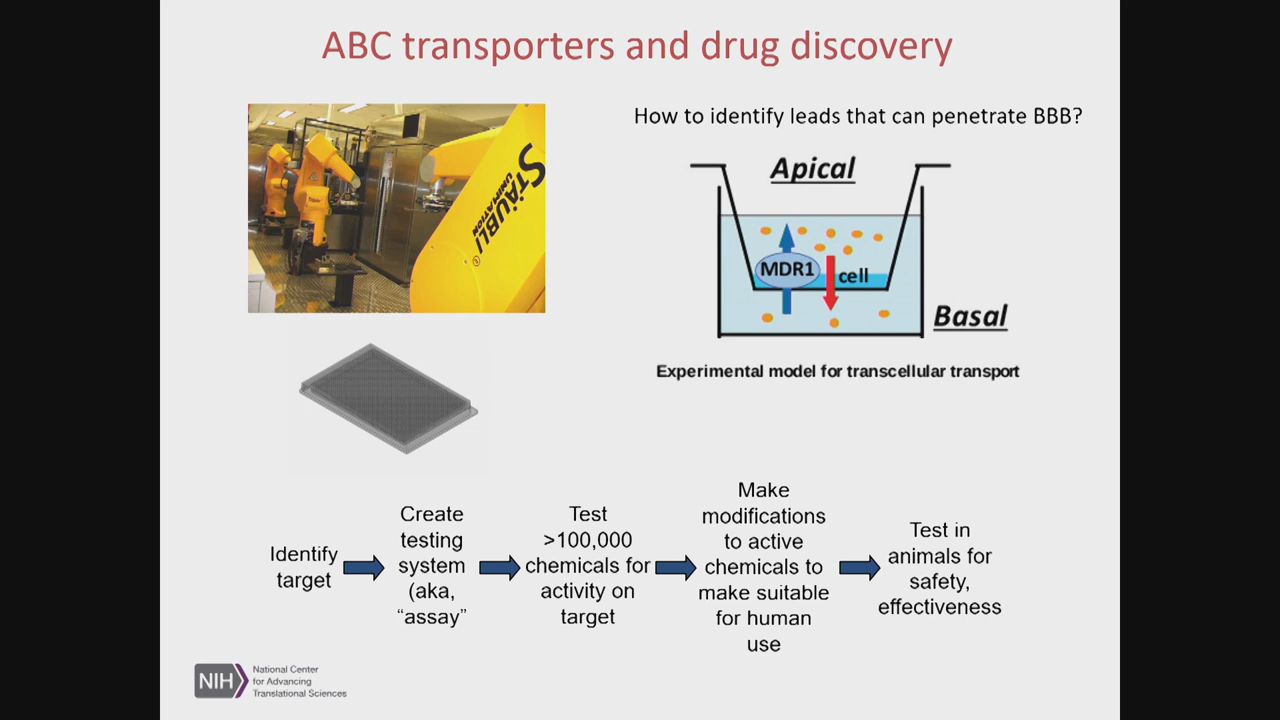 ABC transporters and drug discovery
How to identify leads that can penetrate BBB?
STÄUBLI
UNIMATION
®
Apical
MDR1
cell
Basal
Experimental model for transcellular transport
Identify
target
Create
testing
system
(aka,
“assay”
Test
>100,000
chemicals for
activity on
target
Make
modifications
to active
chemicals to
make suitable
for human
use
Test in
animals for
safety,
effectiveness
NIH
National Center
for Advancing
Translational Sciences